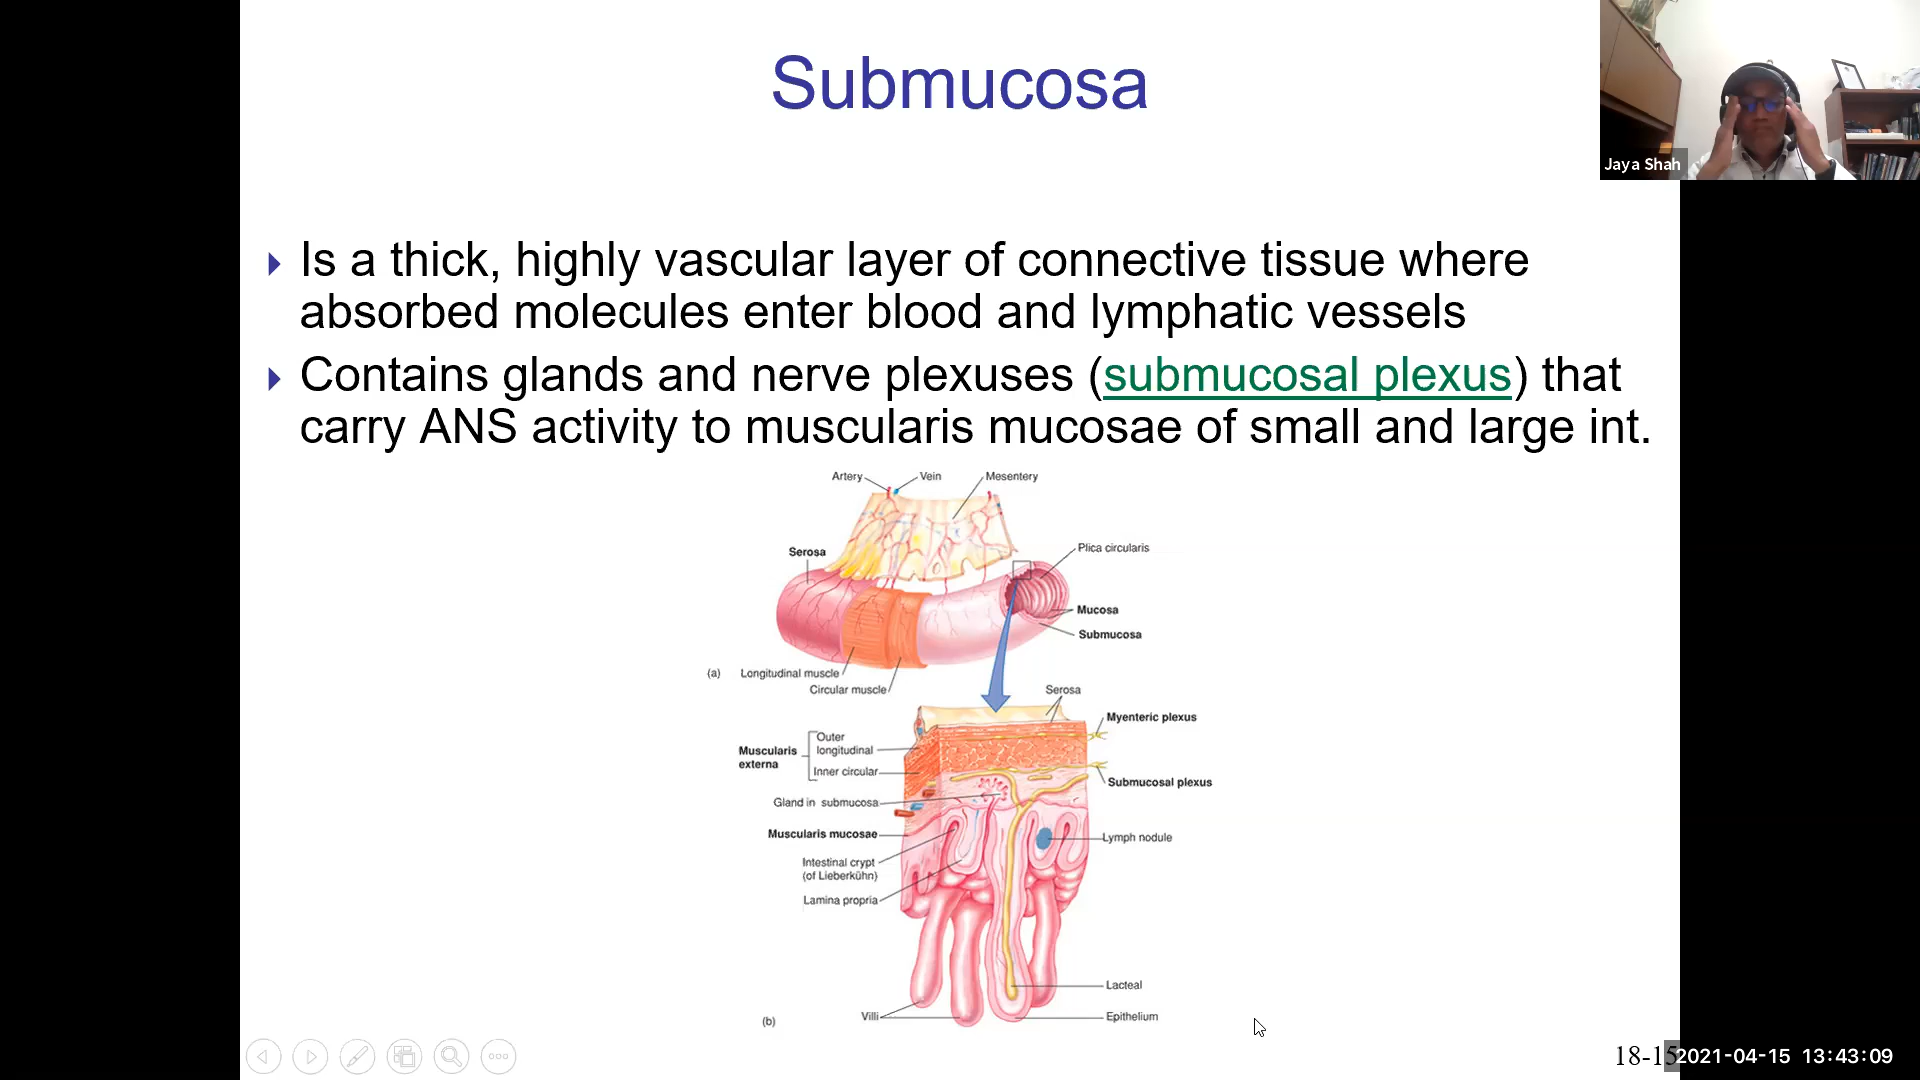 Submucosa
Jaya Shah
Is a thick, highly vascular layer of connective tissue where
absorbed molecules enter blood and lymphatic vessels
Contains glands and nerve plexuses (submucosal plexus) that
carry ANS activity to muscularis mucosae of small and large int.
Artery
Vein
Mesentery
Serosa
Plica circularis
Mucosa
Submucosa
(a)
Longitudinal muscle
Circular muscle
Serosa
Myenteric plexus
Muscularis
externa
Outer
longitudinal
Inner circular
Submucosal plexus
Gland in submucosa
Muscularis mucosae
Lymph nodule
Intestinal crypt
(of Lieberkühn)
Lamina propria
Lacteal
Villi
Epithelium
(b)
18-15
2021-04-15 13:43:09